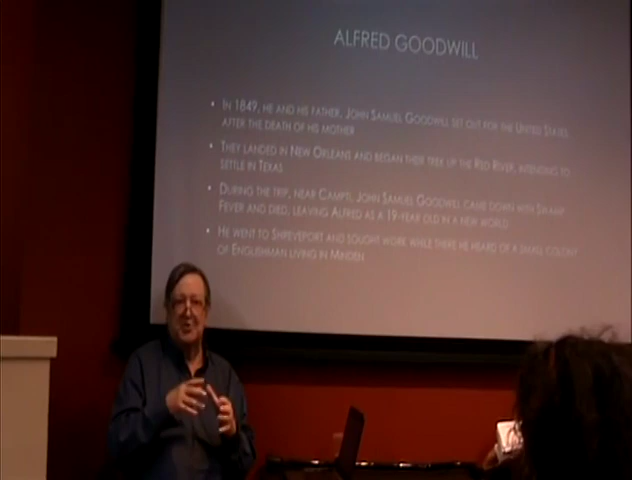 ALFRED GOODWILL
• IN 1849, HE AND HIS FATHER, JOHN SAMUEL GOODWILL SET OUT FOR THE UNITED STATES,
AFTER THE DEATH OF HIS MOTHER
• THEY LANDED IN NEW ORLEANS AND BEGAN THEIR TREK UP THE RED RIVER, INTENDING TO
SETTLE IN TEXAS
• DURING THE TRIP, NEAR CAMPTI, JOHN SAMUEL GOODWILL CAME DOWN WITH SWAMP
FEVER AND DIED, LEAVING ALFRED AS A 19-YEAR OLD IN A NEW WORLD
• HE WENT TO SHREVEPORT AND SOUGHT WORK WHILE THERE HE HEARD OF A SMALL COLONY
OF ENGLISHMAN LIVING IN MINDEN